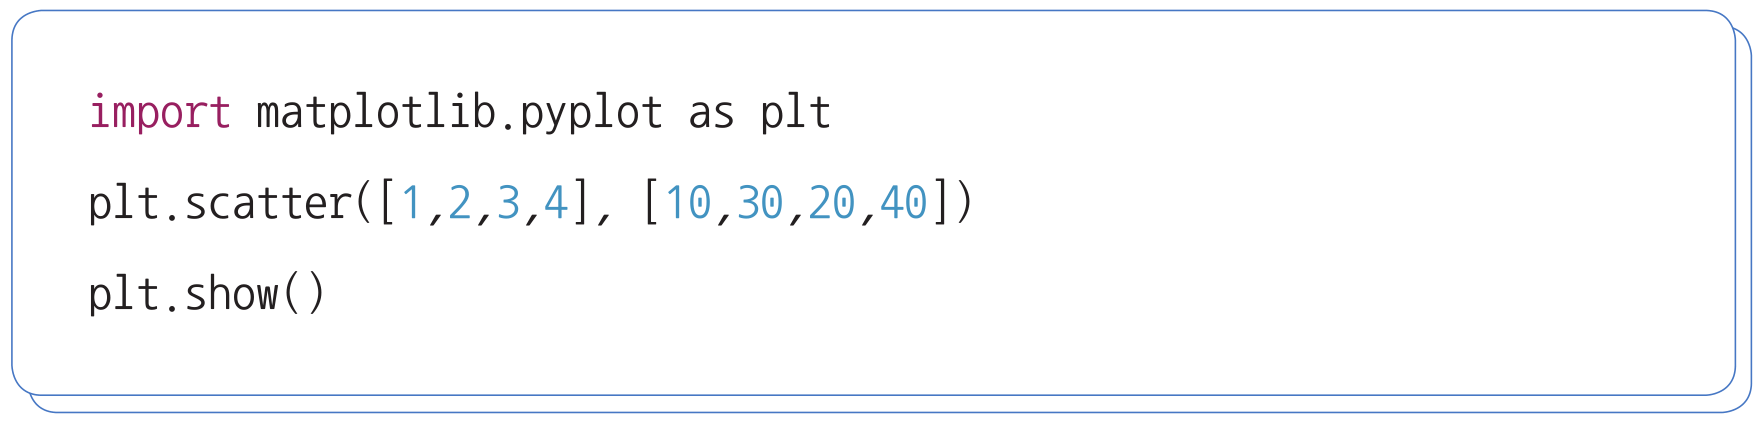 import matplotlib.pyplot as plt
plt.scatter([1,2,3,4], [10,30,20,40])
plt.show()